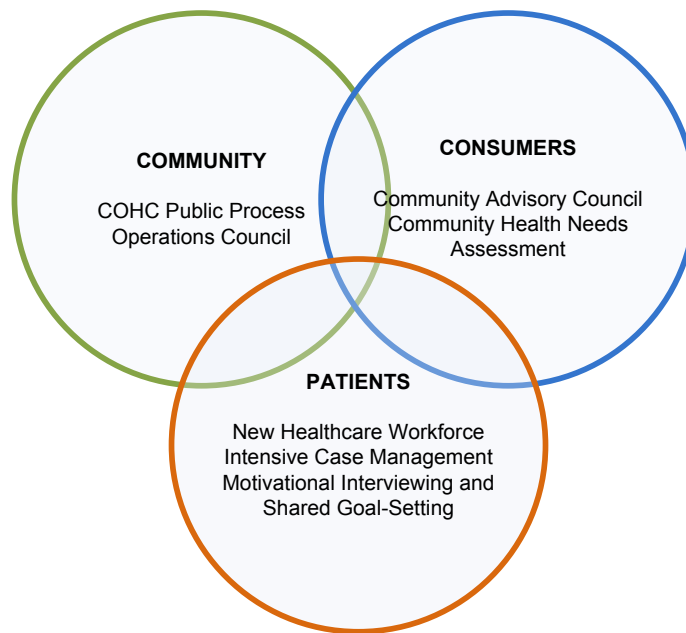 COMMUNITY
COHC Public Process
Operations Council
CONSUMERS
Community Advisory Council
Community Health Needs
Assessment
PATIENTS
New Healthcare Workforce
Intensive Case Management
Motivational Interviewing and
Shared Goal-Setting